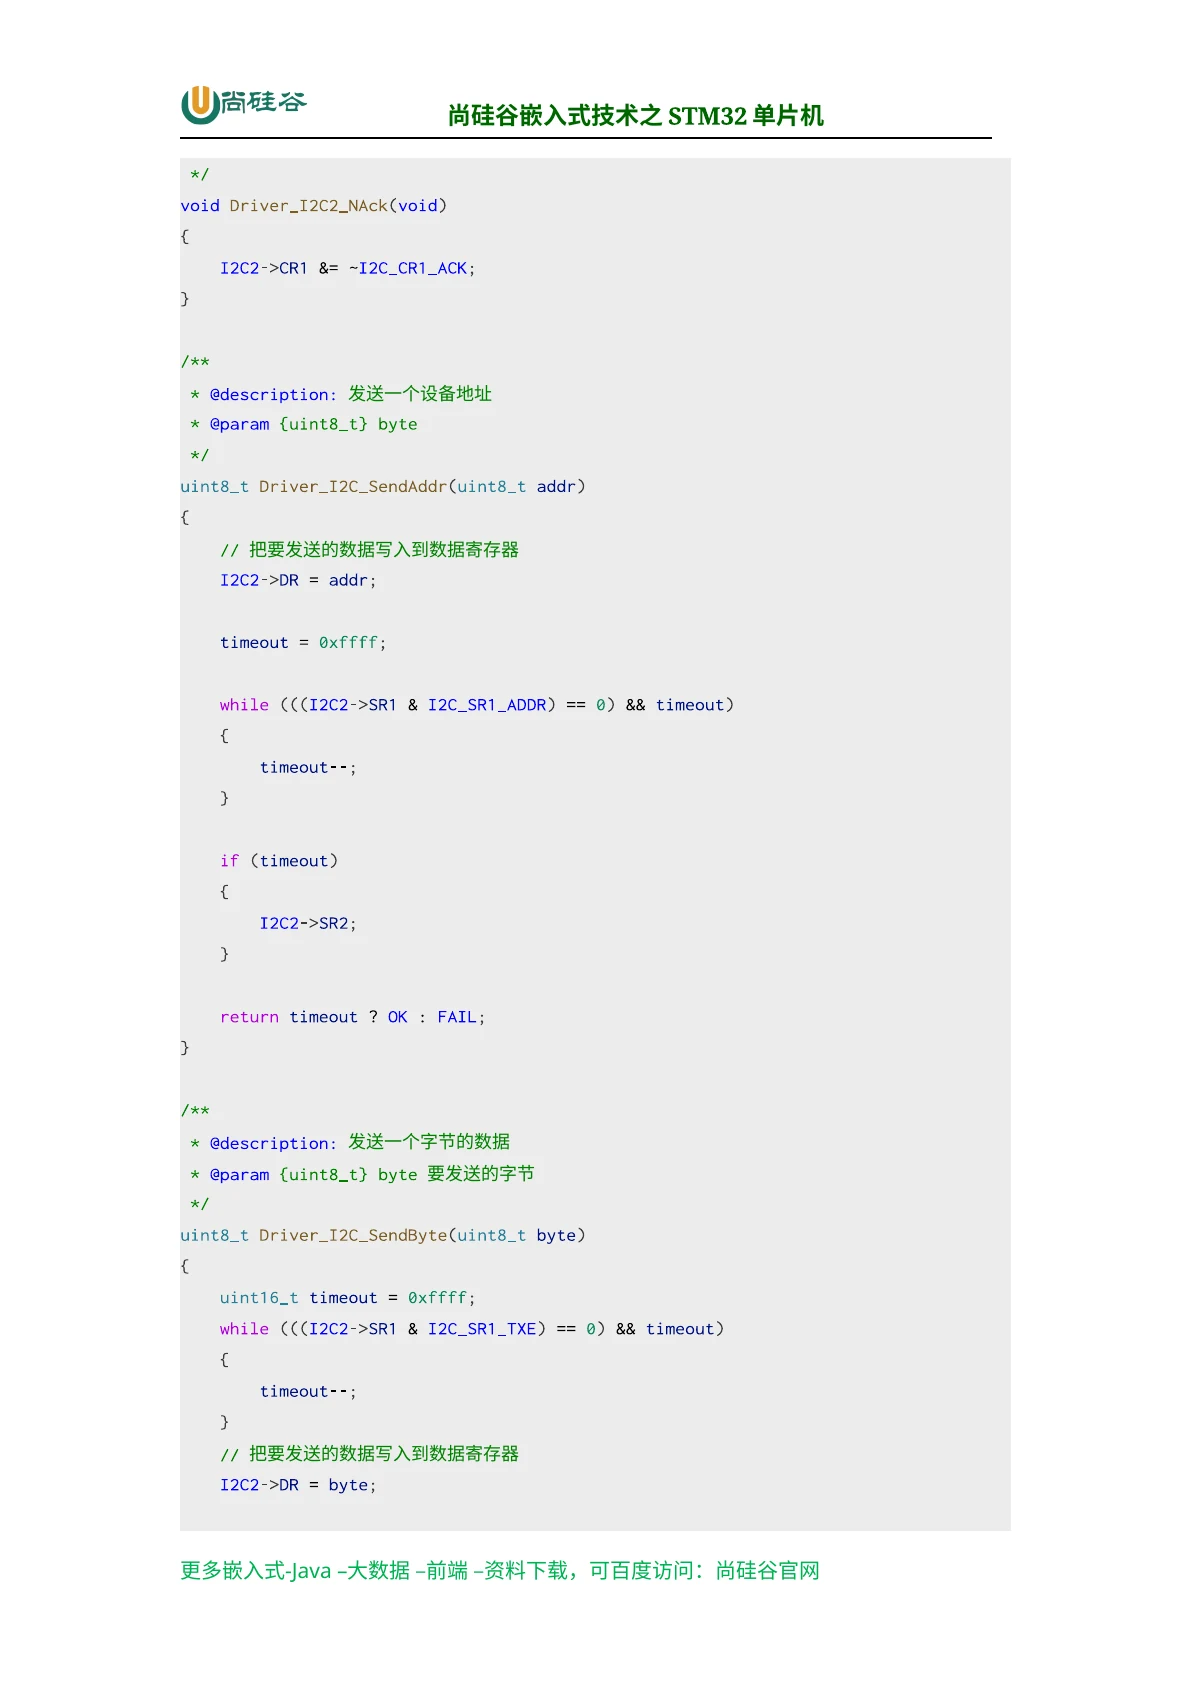 尚硅谷
尚硅谷嵌入式技术之 STM32 单片机
 */
void Driver_I2C2_NAck(void)
{
    I2C2->CR1 &= ~I2C_CR1_ACK;
}

/**
 * @description: 发送一个设备地址
 * @param {uint8_t} byte
 */
uint8_t Driver_I2C_SendAddr(uint8_t addr)
{
    // 把要发送的数据写入到数据寄存器
    I2C2->DR = addr;

    timeout = 0xffff;

    while (((I2C2->SR1 & I2C_SR1_ADDR) == 0) && timeout)
    {
        timeout--;
    }

    if (timeout)
    {
        I2C2->SR2;
    }

    return timeout ? OK : FAIL;
}

/**
 * @description: 发送一个字节的数据
 * @param {uint8_t} byte 要发送的字节
 */
uint8_t Driver_I2C_SendByte(uint8_t byte)
{
    uint16_t timeout = 0xffff;
    while (((I2C2->SR1 & I2C_SR1_TXE) == 0) && timeout)
    {
        timeout--;
    }
    // 把要发送的数据写入到数据寄存器
    I2C2->DR = byte;

更多嵌入式-Java –大数据 –前端 –资料下载，可百度访问：尚硅谷官网